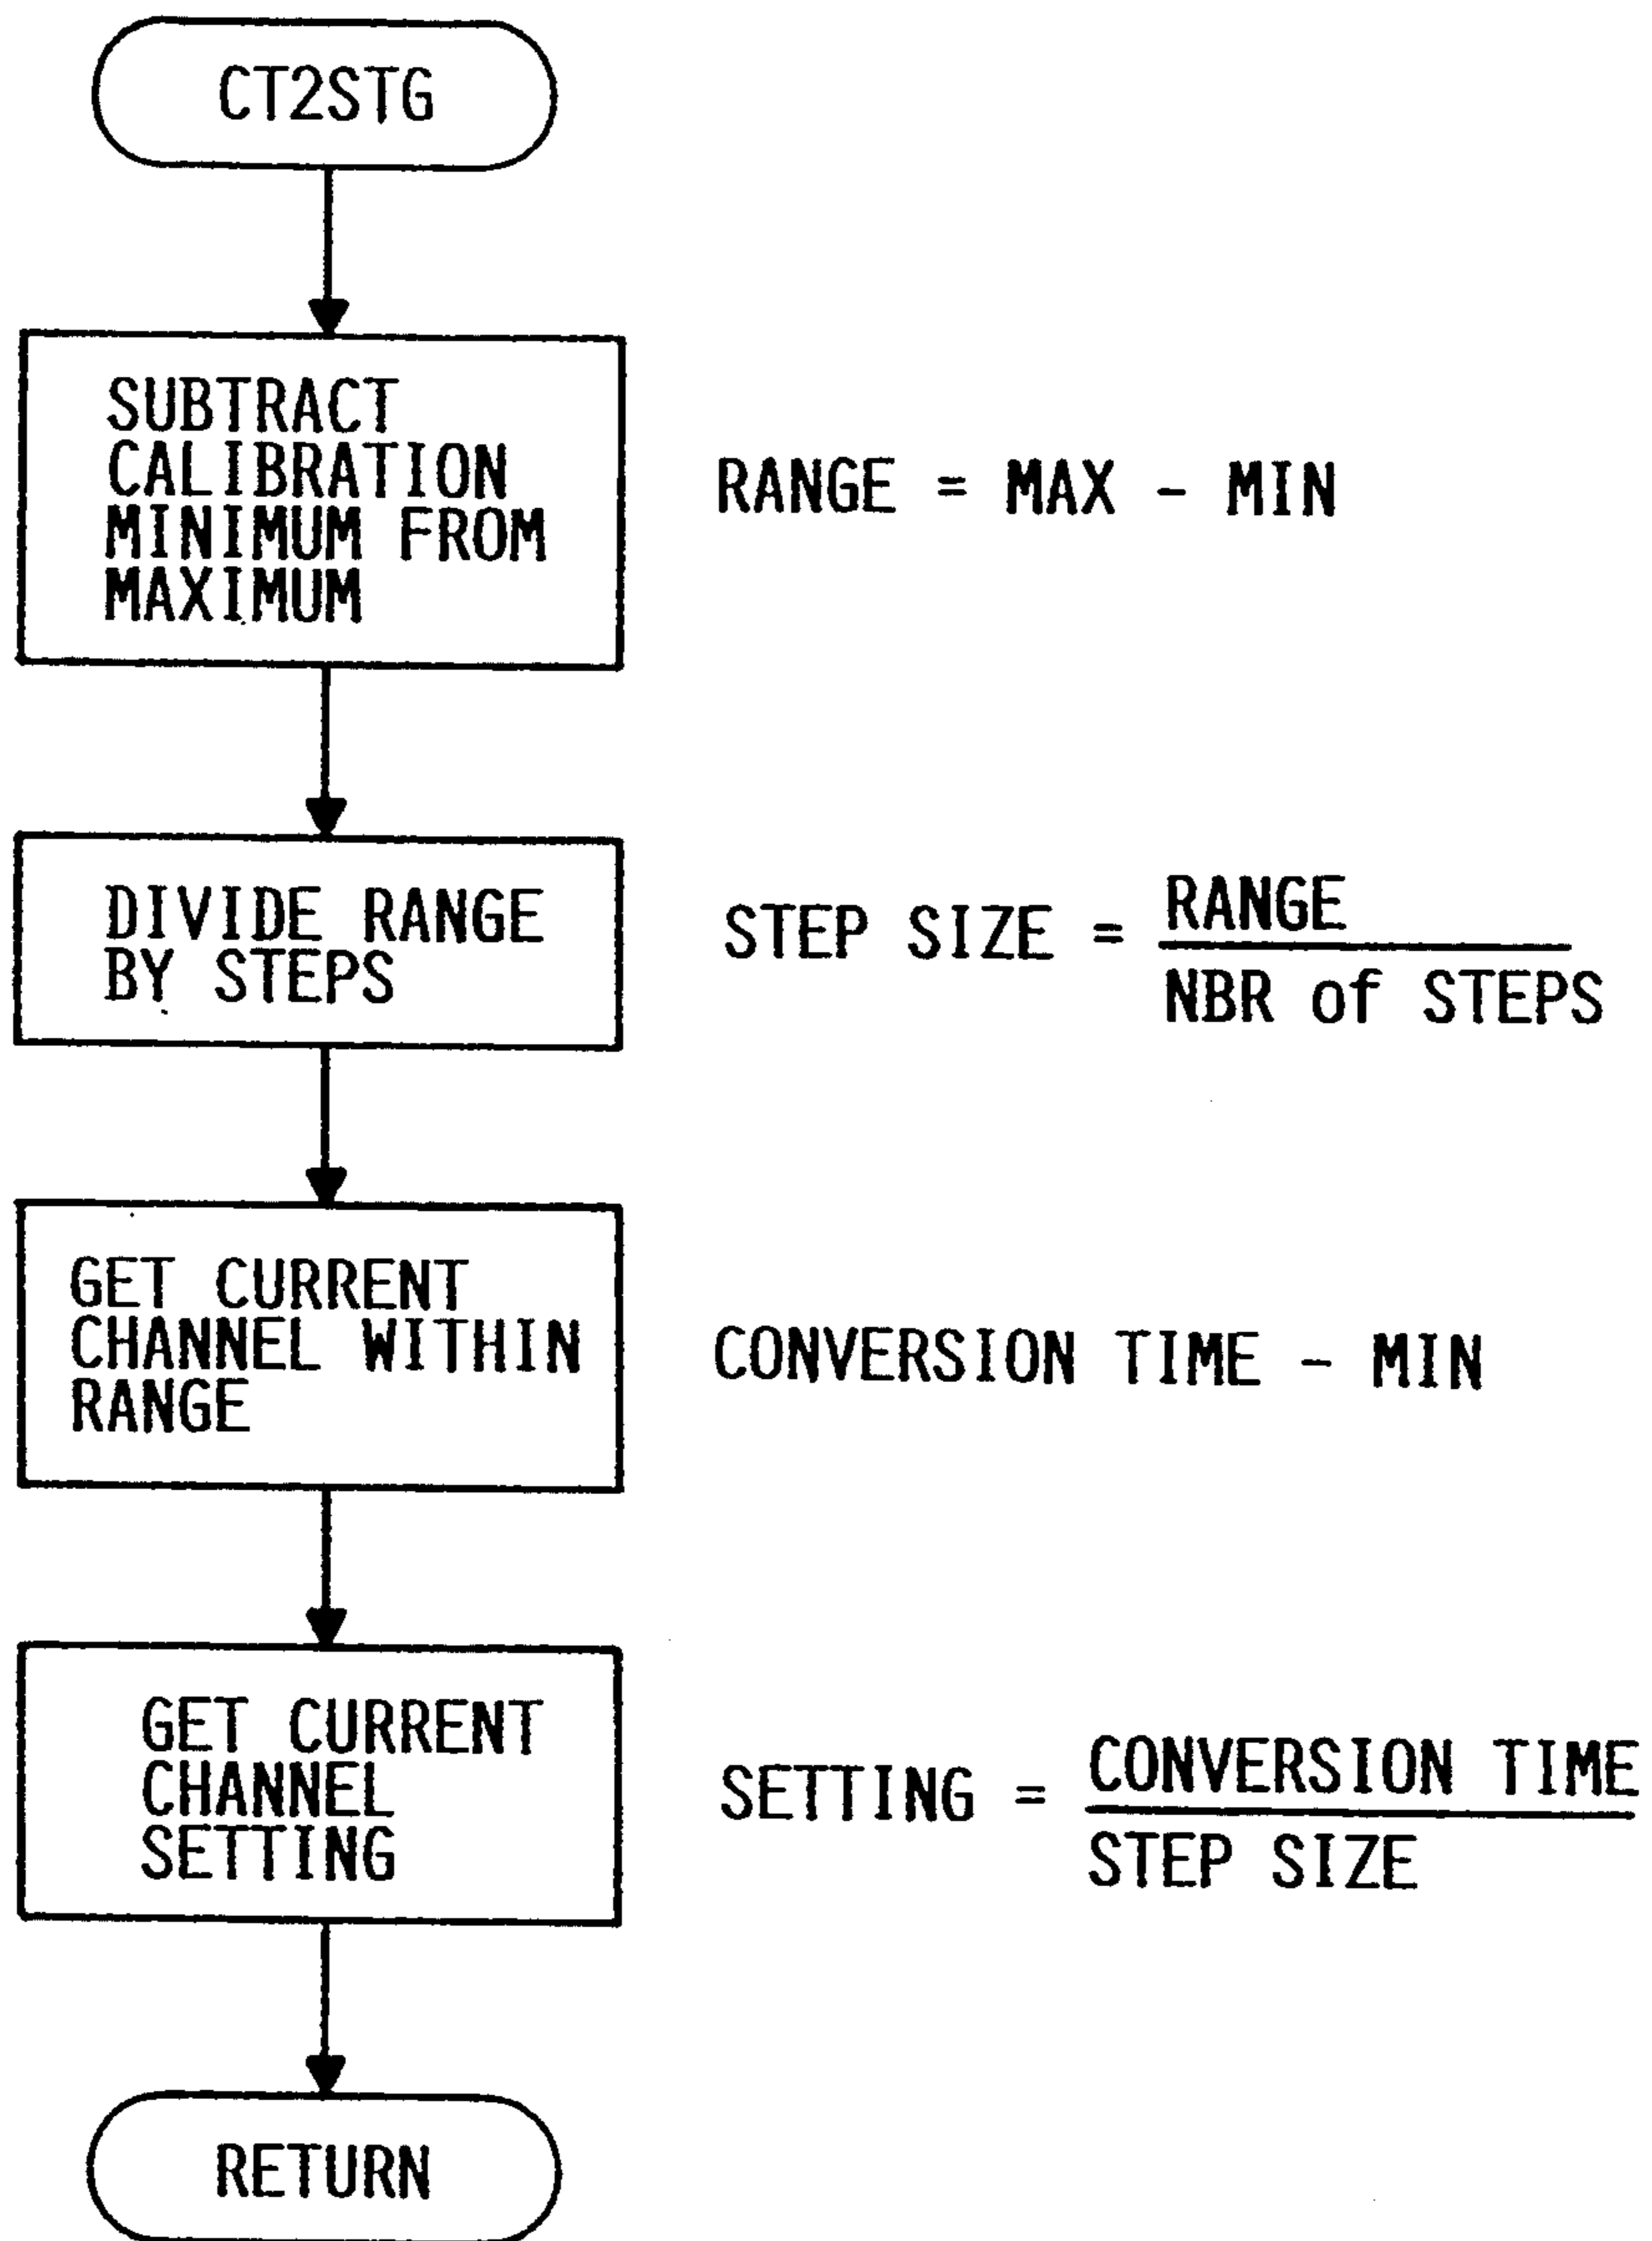 CT2STG
SUBTRACT
CALIBRATION
MINIMUM FROM
MAXIMUM
RANGE = MAX - MIN
DIVIDE RANGE
BY STEPS
STEP SIZE = RANGE
NBR of STEPS
GET CURRENT
CHANNEL WITHIN
RANGE
CONVERSION TIME - MIN
GET CURRENT
CHANNEL
SETTING
SETTING = CONVERSION TIME
STEP SIZE
RETURN